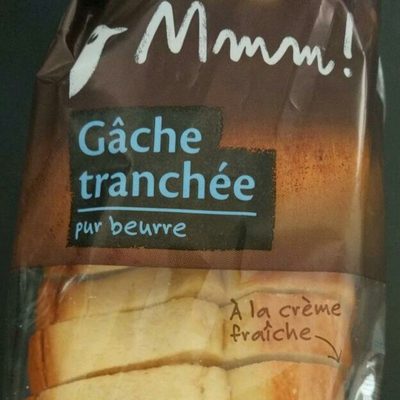 Mmm!
Gâche
tranchée
pur beurre
À la crème
fraîche